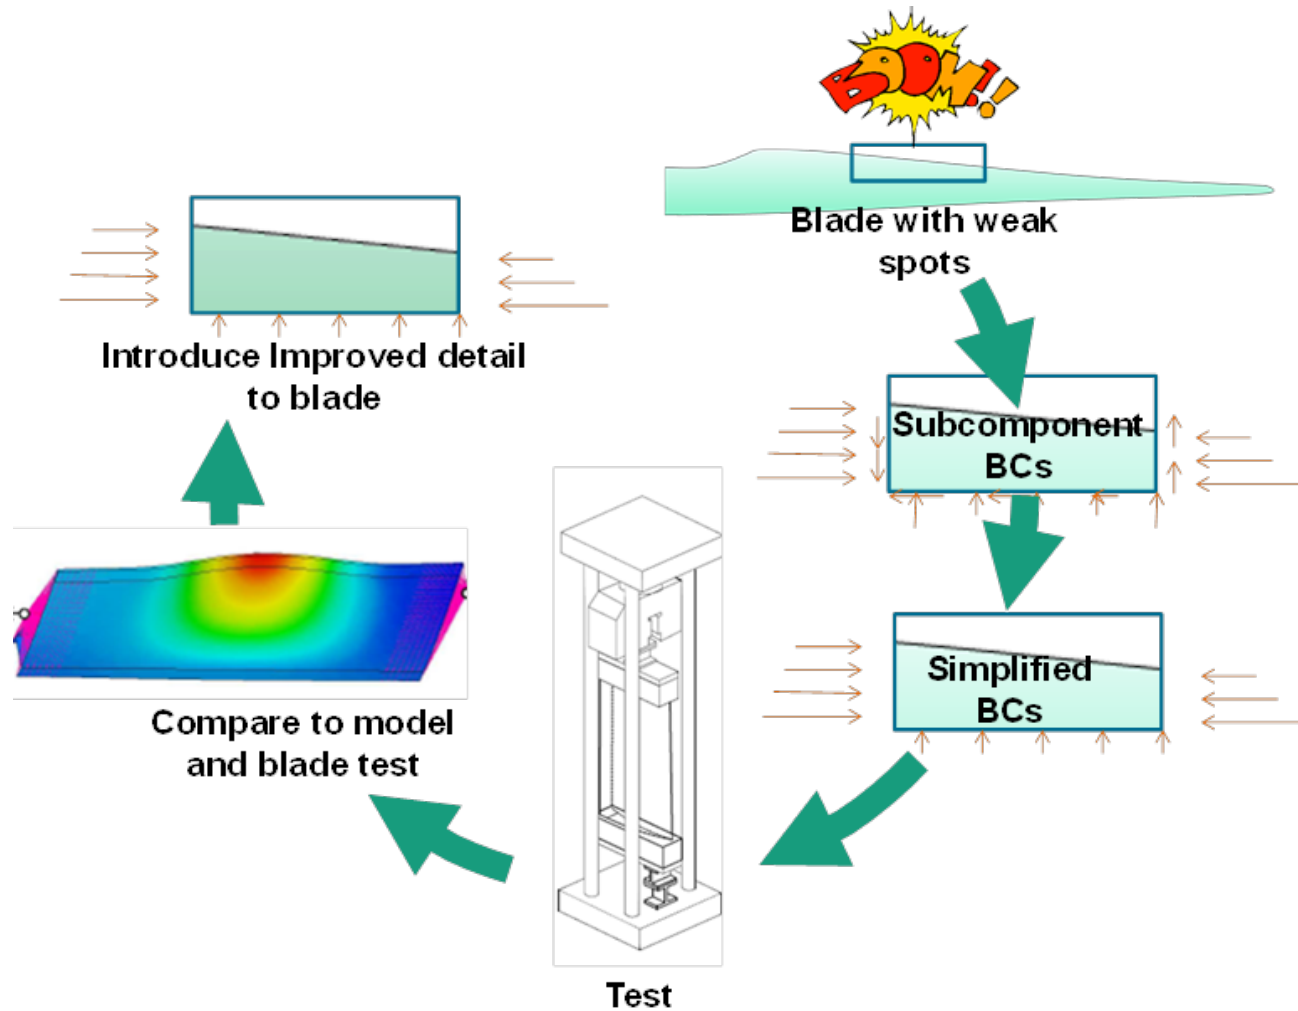 BOOM!!
Blade with weak
spots
Introduce Improved detail
to blade
Subcomponent
BCs
Simplified
BCs
Compare to model
and blade test
Test